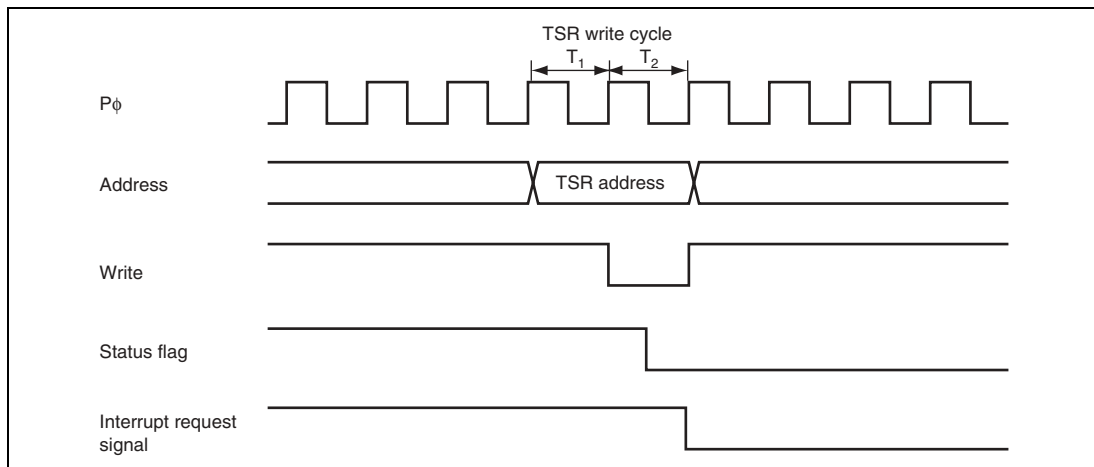 TSR write cycle
T1 T2
Pϕ
Address
TSR address
Write
Status flag
Interrupt request
signal